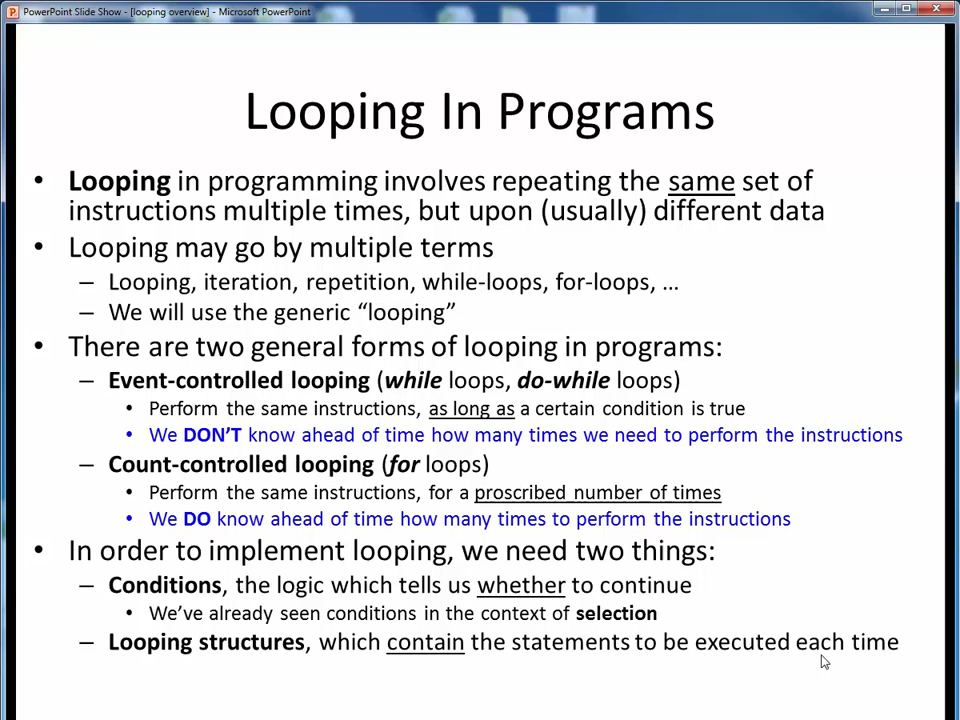 PowerPoint Slide Show - [looping overview] - Microsoft PowerPoint
Looping In Programs
• Looping in programming involves repeating the same set of
instructions multiple times, but upon (usually) different data
• Looping may go by multiple terms
– Looping, iteration, repetition, while-loops, for-loops, …
– We will use the generic “looping”
• There are two general forms of looping in programs:
– Event-controlled looping (while loops, do-while loops)
• Perform the same instructions, as long as a certain condition is true
• We DON’T know ahead of time how many times we need to perform the instructions
– Count-controlled looping (for loops)
• Perform the same instructions, for a proscribed number of times
• We DO know ahead of time how many times to perform the instructions
• In order to implement looping, we need two things:
– Conditions, the logic which tells us whether to continue
• We’ve already seen conditions in the context of selection
– Looping structures, which contain the statements to be executed each time